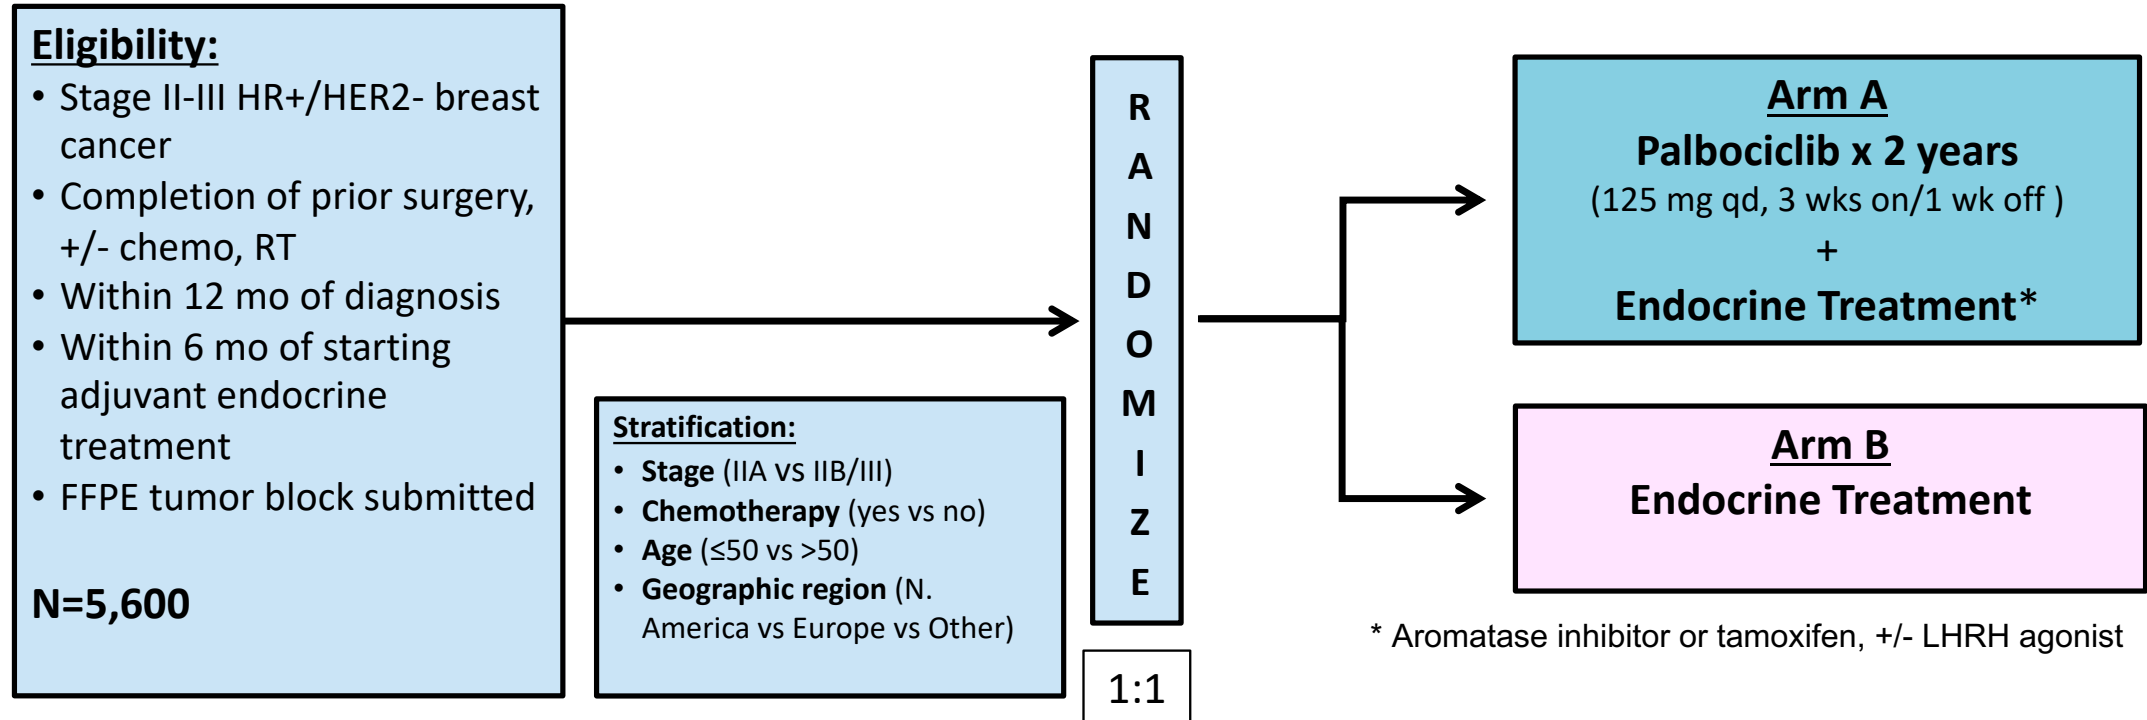 Eligibility:
• Stage II-III HR+/HER2- breast
cancer
• Completion of prior surgery,
+/- chemo, RT
• Within 12 mo of diagnosis
• Within 6 mo of starting
adjuvant endocrine
treatment
• FFPE tumor block submitted
N=5,600
Stratification:
• Stage (IIA vs IIB/III)
• Chemotherapy (yes vs no)
• Age (≤50 vs >50)
• Geographic region (N.
America vs Europe vs Other)
R
A
N
D
O
M
I
Z
E
1:1
Arm A
Palbociclib x 2 years
(125 mg qd, 3 wks on/1 wk off )
+
Endocrine Treatment*
Arm B
Endocrine Treatment
* Aromatase inhibitor or tamoxifen, +/- LHRH agonist